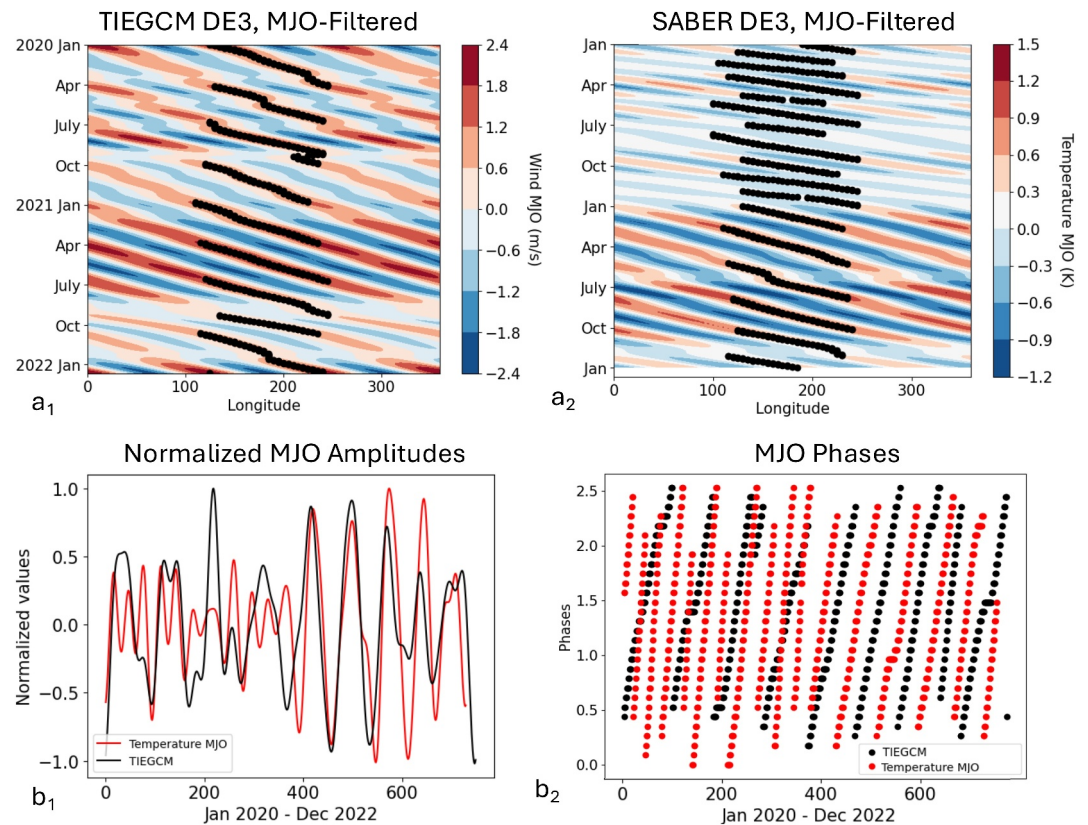 TIEGCM DE3, MJO-Filtered
2020 Jan
Apr
July
Oct
2021 Jan
Apr
July
Oct
2022 Jan
0 100 200 300
Longitude
2.4
1.8
1.2
0.6
0.0
−0.6
−1.2
−1.8
−2.4
Wind MJO (m/s)
a1
SABER DE3, MJO-Filtered
Jan
Apr
July
Oct
Jan
Apr
July
Oct
Jan
0 100 200 300
Longitude
1.5
1.2
0.9
0.6
0.3
0.0
−0.3
−0.6
−0.9
−1.2
Temperature MJO (K)
a2
Normalized MJO Amplitudes
Normalized values
1.0
0.5
0.0
−0.5
−1.0
Temperature MJO
TIEGCM
0 200 400 600
Jan 2020 - Dec 2022
b1
MJO Phases
Phases
2.5
2.0
1.5
1.0
0.5
0.0
TIEGCM
Temperature MJO
0 200 400 600
Jan 2020 - Dec 2022
b2